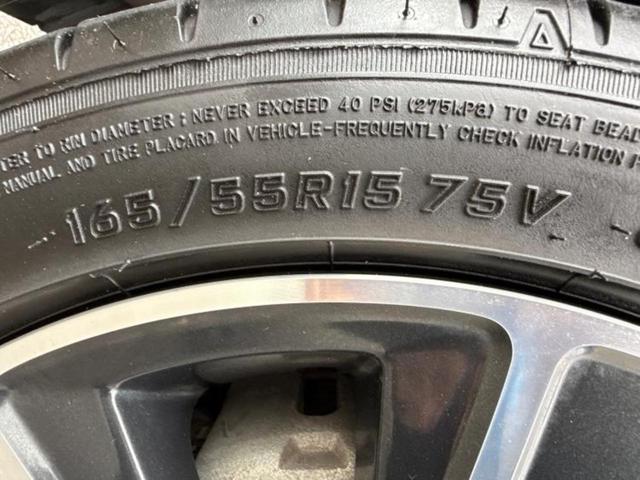 TER TO RIM DIAMETER : NEVER EXCEED 40 PSI (275kPa) TO SEAT BEAD
MANUAL AND TIRE PLACARD IN VEHICLE-FREQUENTLY CHECK INFLATION
165/55R15 75V